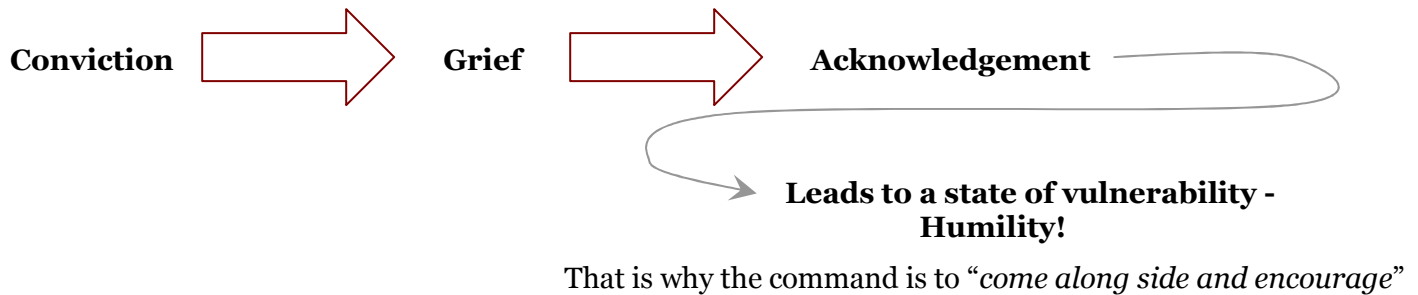 Conviction Grief Acknowledgement
Leads to a state of vulnerability -
Humility!
That is why the command is to “come along side and encourage”